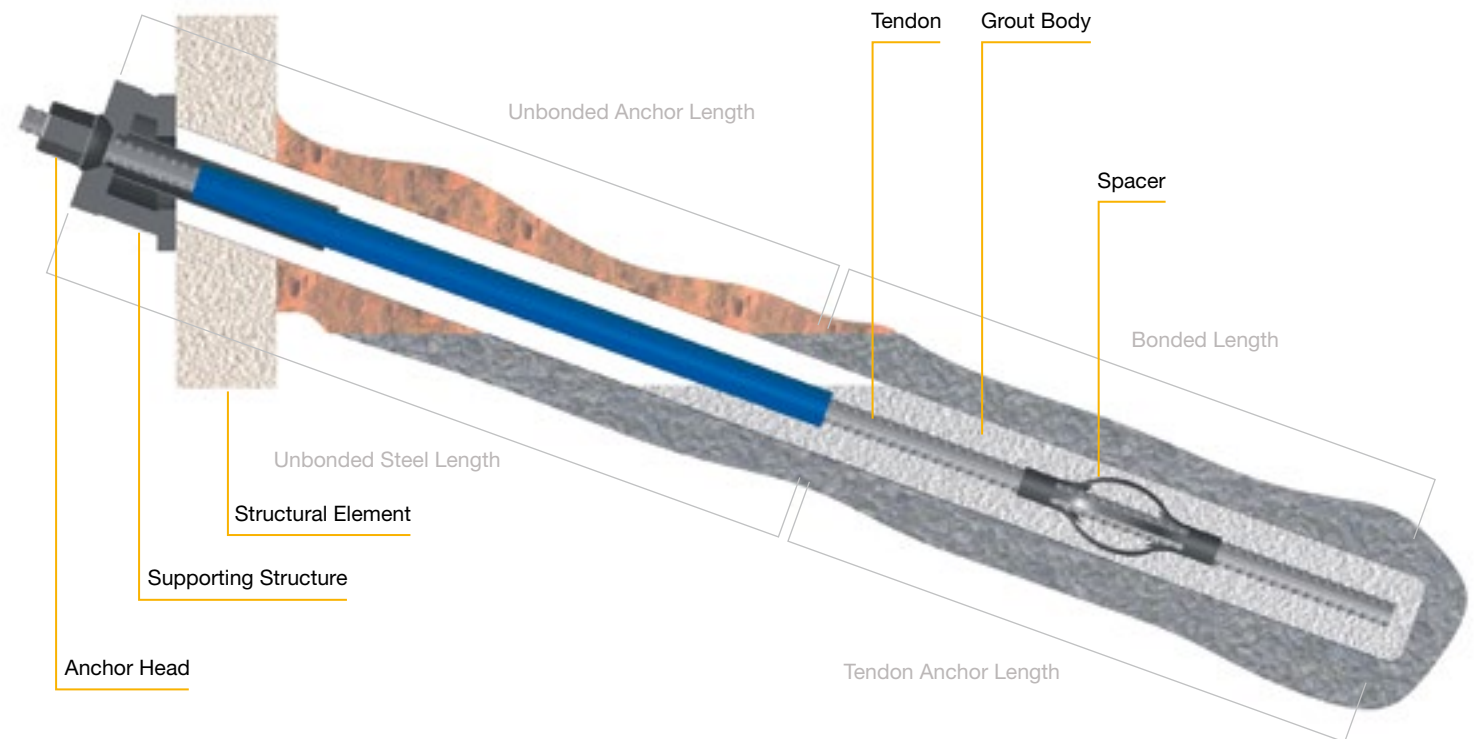 Tendon
Grout Body
Unbonded Anchor Length
Spacer
Bonded Length
Unbonded Steel Length
Structural Element
Supporting Structure
Anchor Head
Tendon Anchor Length